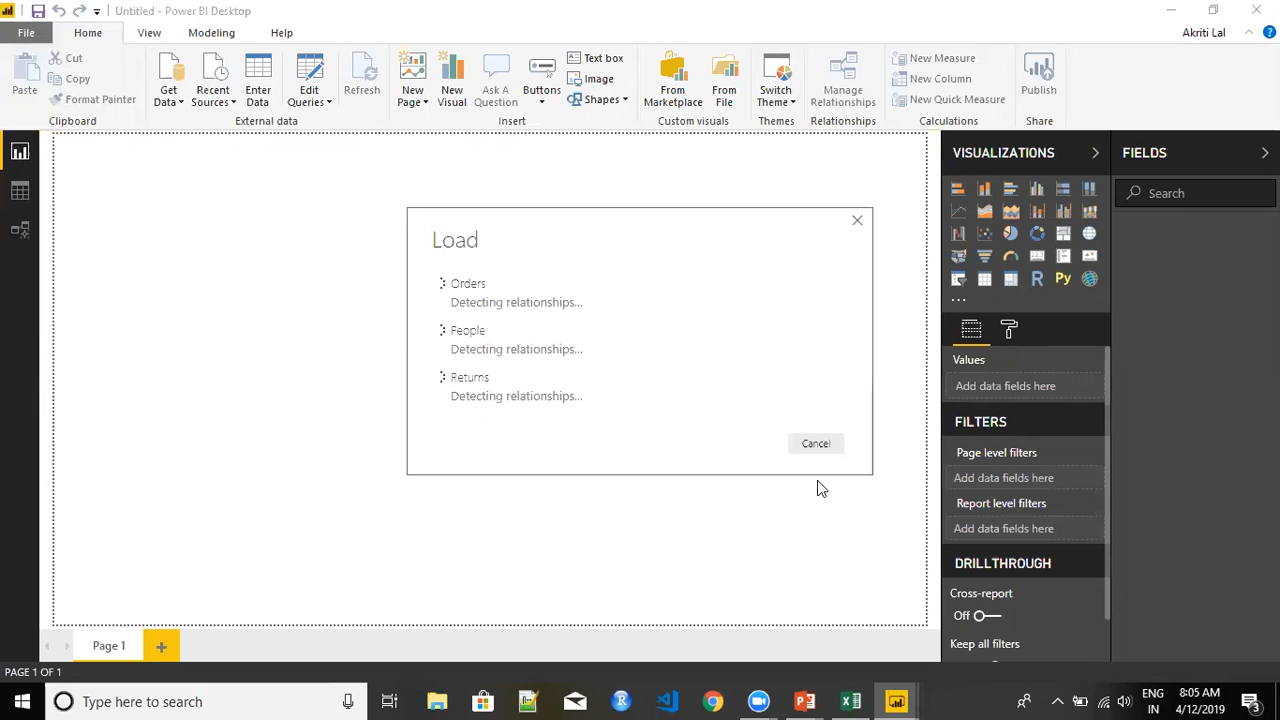 Untitled - Power BI Desktop
File Home View Modeling Help Akriti Lal
Paste
Cut
Copy
Format Painter
Clipboard
Get Data
Recent Sources
Enter Data
Edit Queries
Refresh
External data
New Page
New Visual
Ask A Question
Buttons
Text box
Image
Shapes
Insert
From Marketplace
From File
Custom visuals
Switch Theme
Themes
Manage Relationships
Relationships
New Measure
New Column
New Quick Measure
Calculations
Publish
Share
Load
Orders
Detecting relationships...
People
Detecting relationships...
Returns
Detecting relationships...
Cancel
VISUALIZATIONS
R Py
Values
Add data fields here
FILTERS
Page level filters
Add data fields here
Report level filters
Add data fields here
DRILLTHROUGH
Cross-report
Off
Keep all filters
FIELDS
Search
Page 1
PAGE 1 OF 1
Type here to search
ENG
IN
8:05 AM
4/12/2019
3